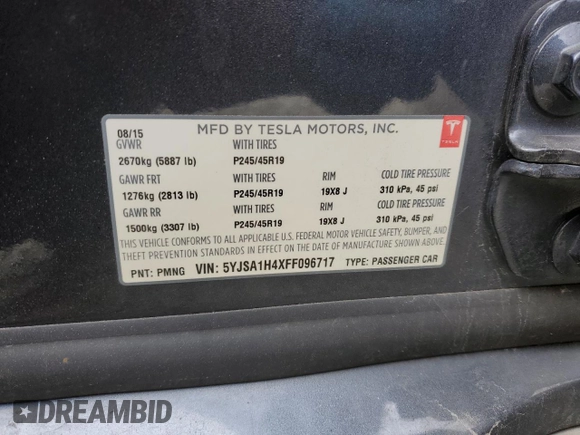 08/15 MFD BY TESLA MOTORS, INC.
GVWR WITH TIRES
2670kg (5887 lb) P245/45R19
GAWR FRT WITH TIRES RIM COLD TIRE PRESSURE
1276kg (2813 lb) P245/45R19 19X8 J 310 kPa, 45 psi
GAWR RR WITH TIRES RIM COLD TIRE PRESSURE
1500kg (3307 lb) P245/45R19 19X8 J 310 kPa, 45 psi
THIS VEHICLE CONFORMS TO ALL APPLICABLE U.S. FEDERAL MOTOR VEHICLE SAFETY, BUMPER, AND
THEFT PREVENTION STANDARDS IN EFFECT ON THE DATE OF MANUFACTURE SHOWN ABOVE.
PNT: PMNG VIN: 5YJSA1H4XFF096717 TYPE: PASSENGER CAR
TESLA
DREAMBID